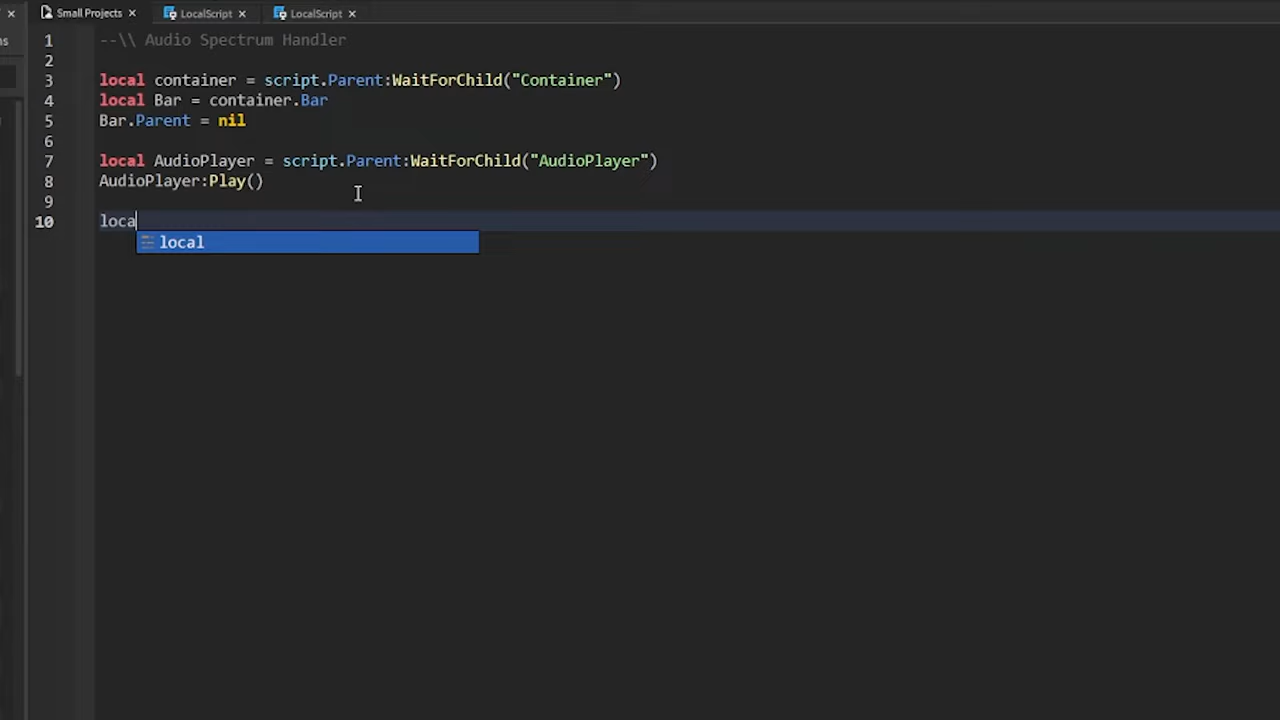 Small Projects
LocalScript
LocalScript
1 --\\ Audio Spectrum Handler
2
3 local container = script.Parent:WaitForChild("Container")
4 local Bar = container.Bar
5 Bar.Parent = nil
6
7 local AudioPlayer = script.Parent:WaitForChild("AudioPlayer")
8 AudioPlayer:Play()
9
10 loca
local